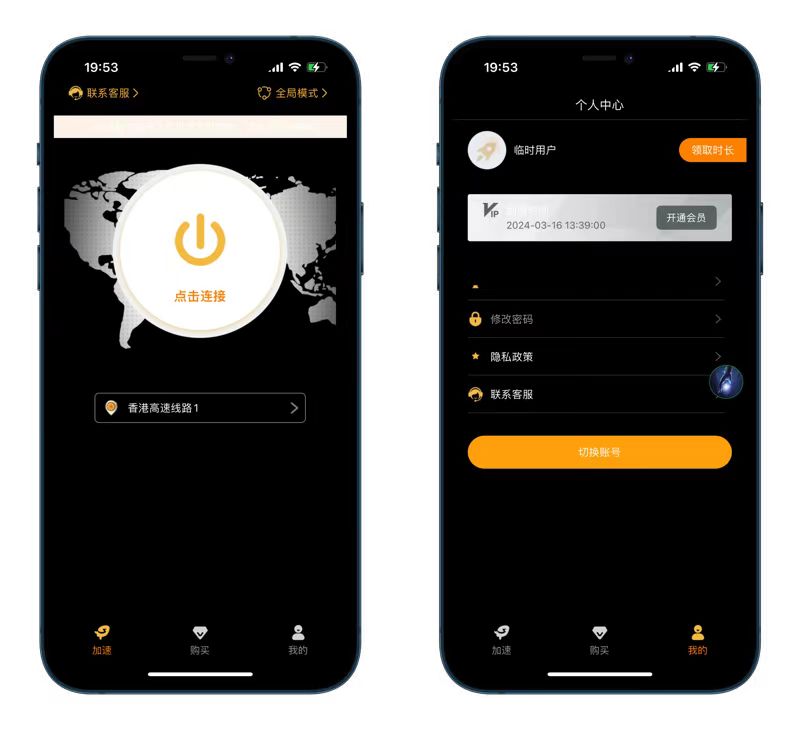 19:53
联系客服
全局模式
点击连接
香港高速线路1
加速
购买
我的
19:53
个人中心
临时用户
领取时长
VIP
2024-03-16 13:39:00
开通会员
修改密码
隐私政策
联系客服
切换账号
加速
购买
我的